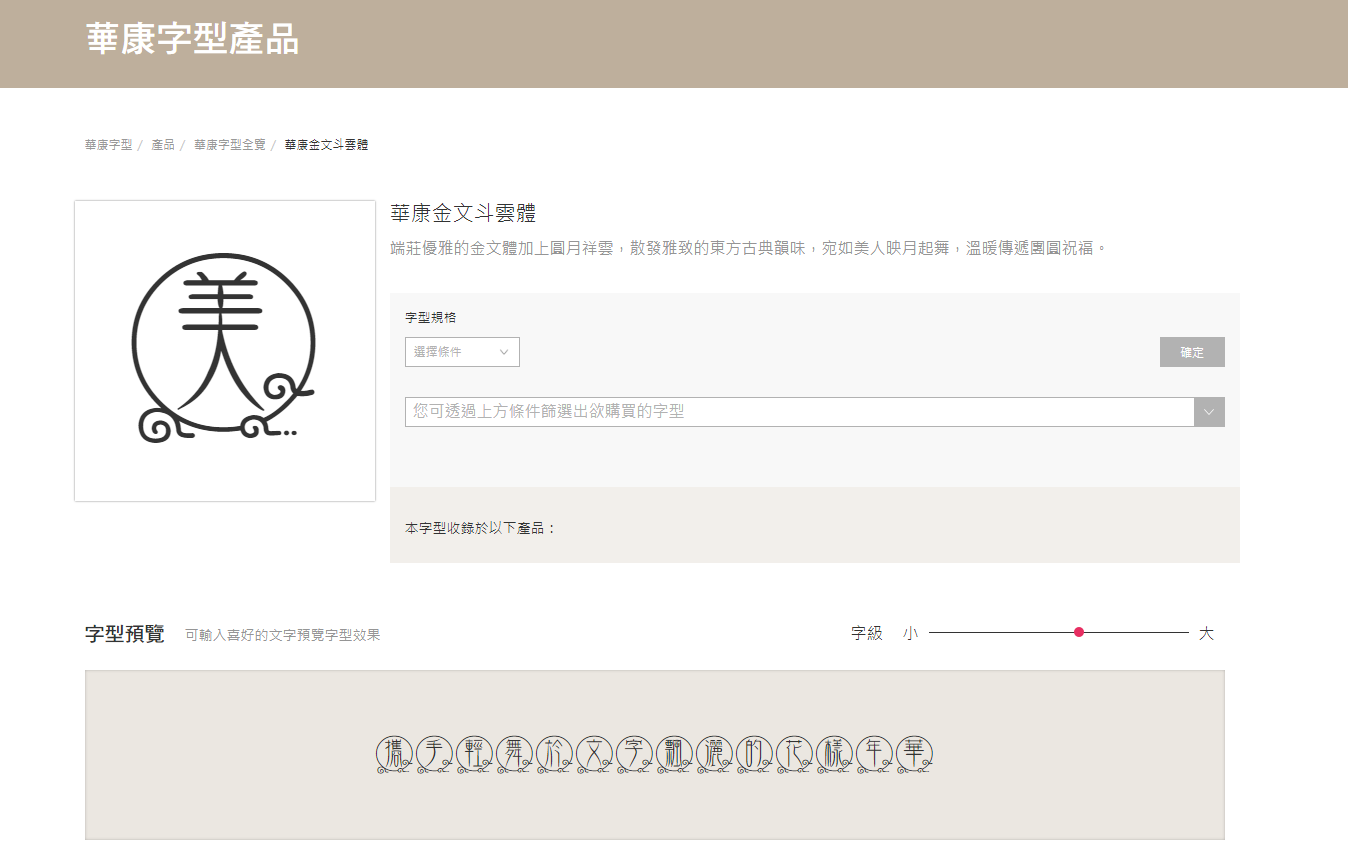 華康字型產品
華康字型 / 產品 / 華康字型全覽 / 華康金文斗雲體
美
華康金文斗雲體
端莊優雅的金文體加上圓月祥雲，散發雅致的東方古典韻味，宛如美人映月起舞，溫暖傳遞團圓祝福。
字型規格
選擇條件
確定
您可透過上方條件篩選出欲購買的字型
本字型收錄於以下產品：
字型預覽 可輸入喜好的文字預覽字型效果
字級 小 大
攜手輕舞於文字飄灑的花樣年華